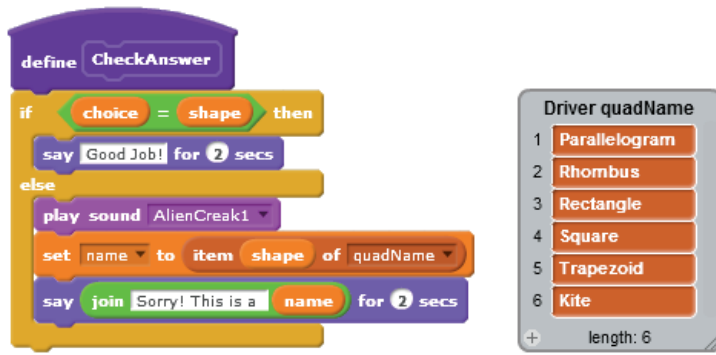 define CheckAnswer
if choice = shape then
say Good Job! for 2 secs
else
play sound AlienCreak1
set name to item shape of quadName
say join Sorry! This is a name for 2 secs
Driver quadName
1 Parallelogram
2 Rhombus
3 Rectangle
4 Square
5 Trapezoid
6 Kite
+ length: 6